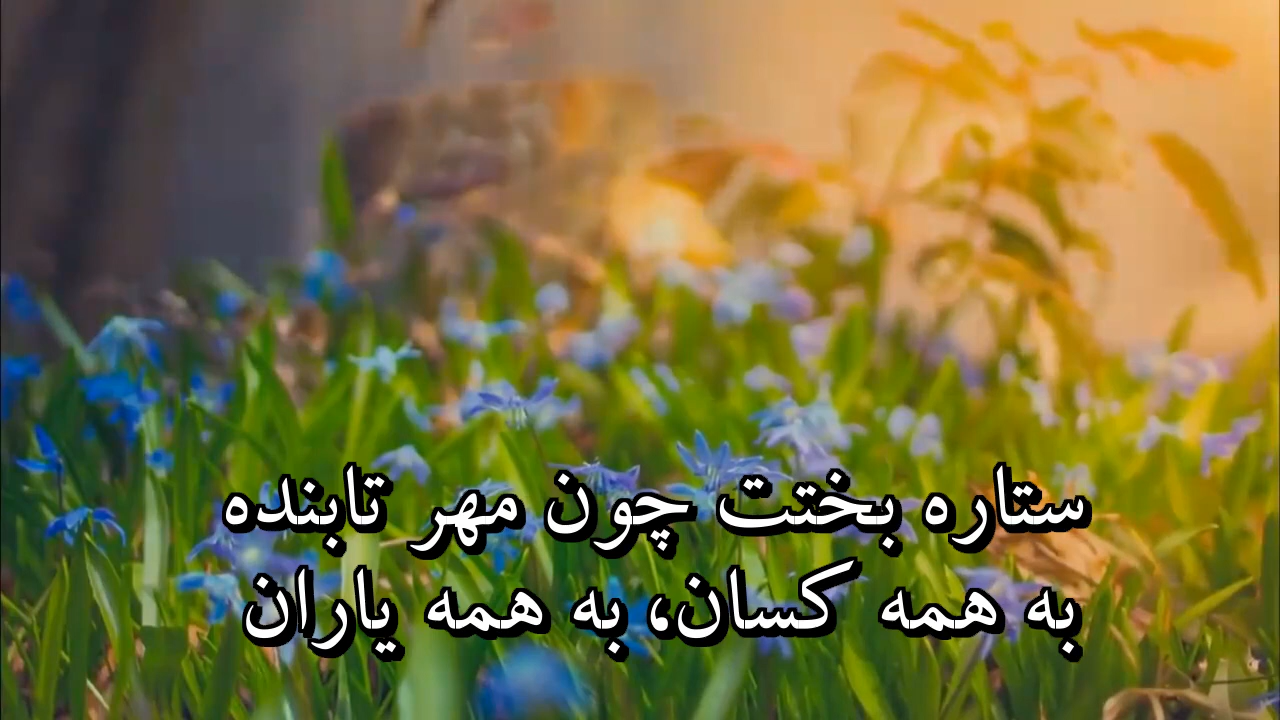 ستاره بختت چون مهر تابنده
به همه کسان، به همه یاران